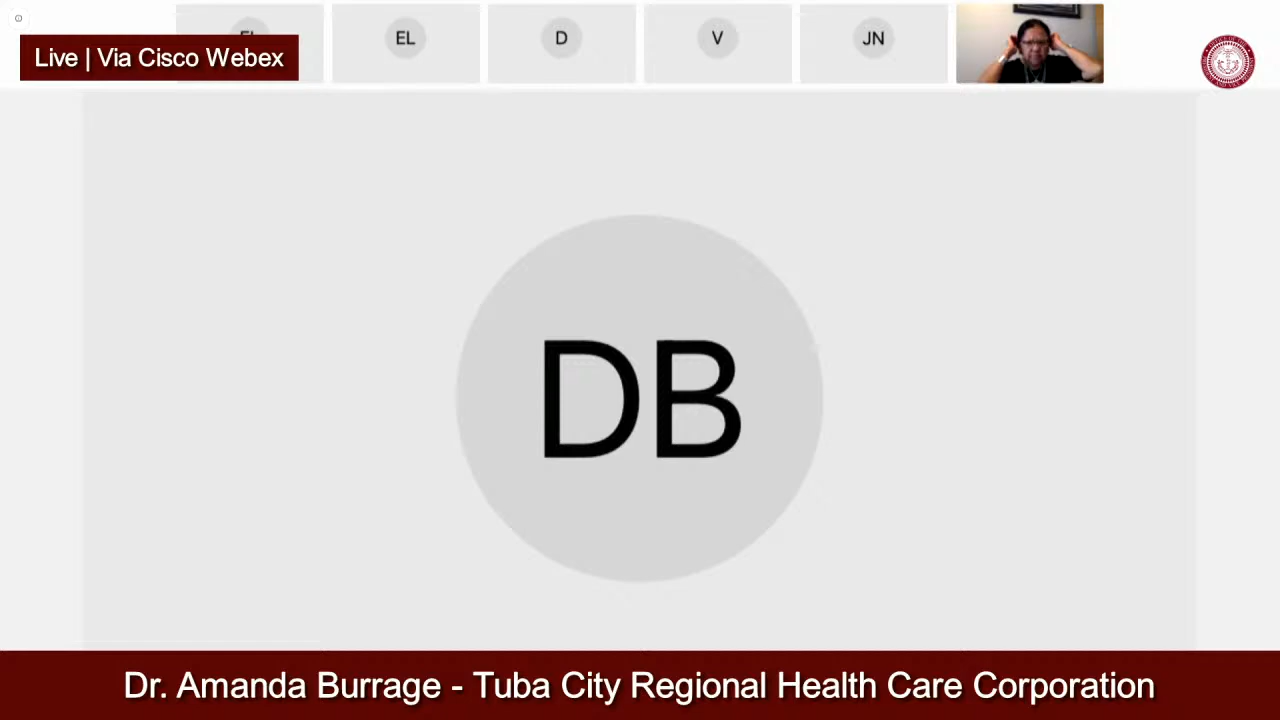 EL
D
V
JN
Live | Via Cisco Webex
DB
Dr. Amanda Burrage - Tuba City Regional Health Care Corporation